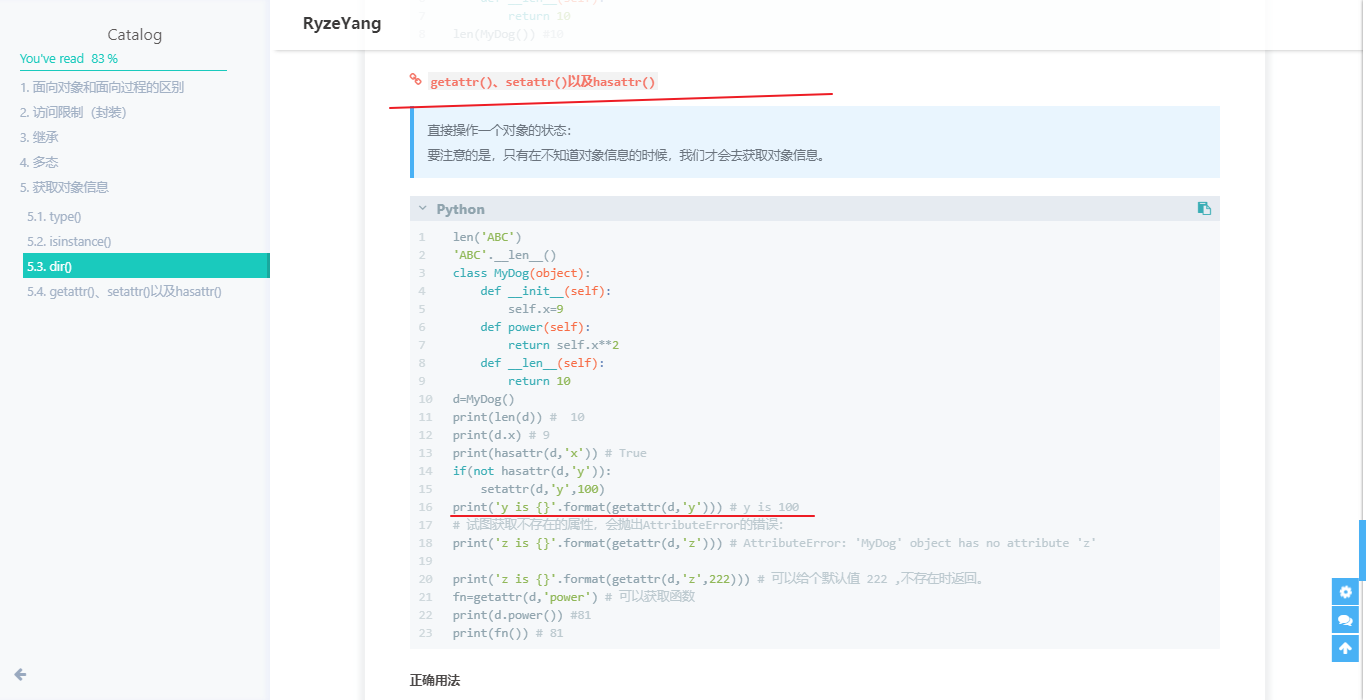 Catalog
You've read 83 %
1. 面向对象和面向过程的区别
2. 访问限制（封装）
3. 继承
4. 多态
5. 获取对象信息
5.1. type()
5.2. isinstance()
5.3. dir()
5.4. getattr()、setattr()以及hasattr()
RyzeYang
7 return 10
8 len(MyDog()) #10
getattr()、setattr()以及hasattr()
直接操作一个对象的状态：
要注意的是，只有在不知道对象信息的时候，我们才会去获取对象信息。
Python
1 len('ABC')
2 'ABC'.__len__()
3 class MyDog(object):
4 def __init__(self):
5 self.x=9
6 def power(self):
7 return self.x**2
8 def __len__(self):
9 return 10
10 d=MyDog()
11 print(len(d)) # 10
12 print(d.x) # 9
13 print(hasattr(d,'x')) # True
14 if(not hasattr(d,'y')):
15 setattr(d,'y',100)
16 print('y is {}'.format(getattr(d,'y'))) # y is 100
17 # 试图获取不存在的属性，会抛出AttributeError的错误：
18 print('z is {}'.format(getattr(d,'z'))) # AttributeError: 'MyDog' object has no attribute 'z'
19
20 print('z is {}'.format(getattr(d,'z',222))) # 可以给个默认值 222 ,不存在时返回。
21 fn=getattr(d,'power') # 可以获取函数
22 print(d.power()) #81
23 print(fn()) # 81
正确用法